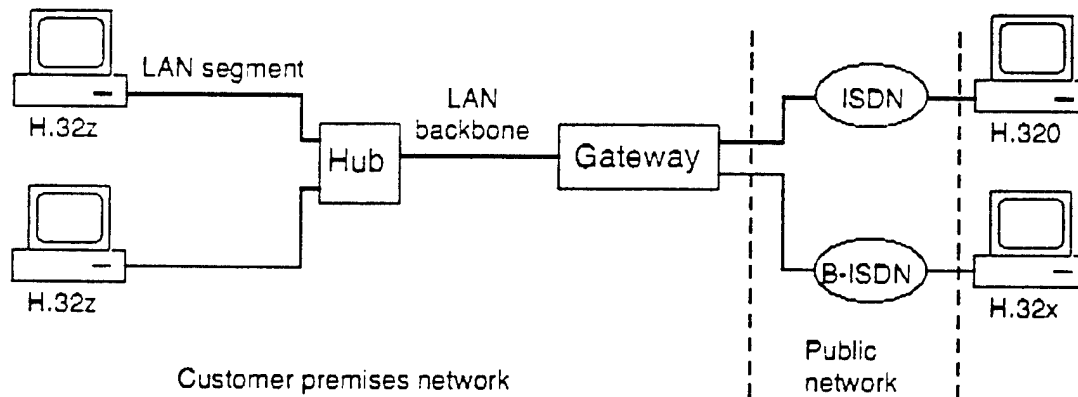 LAN segment
H.32z
Hub
LAN
backbone
Gateway
ISDN
H.320
H.32z
B-ISDN
H.32x
Customer premises network
Public
network